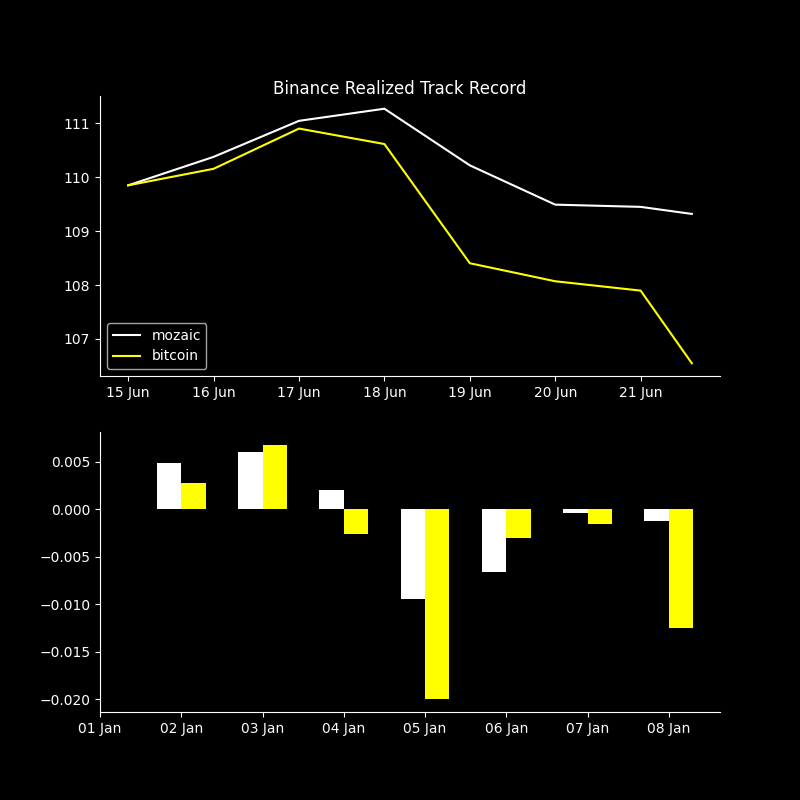 Binance Realized Track Record
111
110
109
108
107
mozaic
bitcoin
15 Jun 16 Jun 17 Jun 18 Jun 19 Jun 20 Jun 21 Jun
0.005
0.000
−0.005
−0.010
−0.015
−0.020
01 Jan 02 Jan 03 Jan 04 Jan 05 Jan 06 Jan 07 Jan 08 Jan